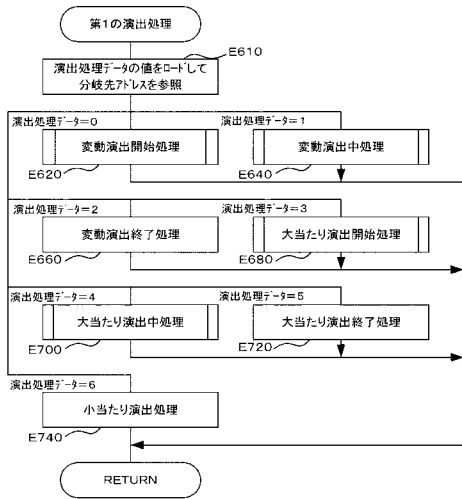 第1の演出処理
E610
演出処理データの値をロードして
分岐先アドレスを参照
演出処理データ=0
演出処理データ=1
変動演出開始処理
変動演出中処理
E620
E640
演出処理データ=2
演出処理データ=3
変動演出終了処理
大当たり演出開始処理
E660
E680
演出処理データ=4
演出処理データ=5
大当たり演出中処理
大当たり演出終了処理
E700
E720
演出処理データ=6
小当たり演出処理
E740
RETURN